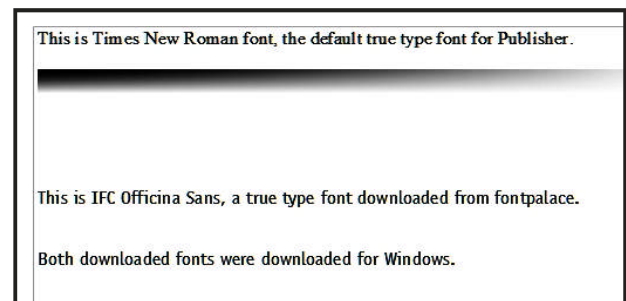 This is Times New Roman font, the default true type font for Publisher.
This is IFC Officina Sans, a true type font downloaded from fontpalace.
Both downloaded fonts were downloaded for Windows.